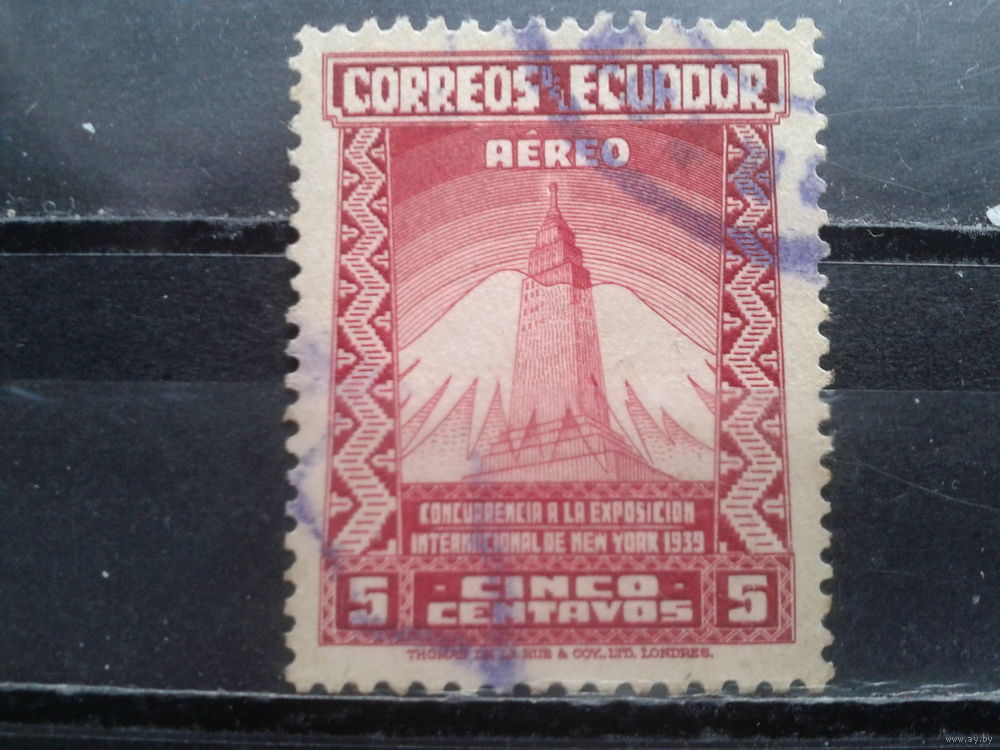 CORREOS DEL ECUADOR
AÉREO
CONCURRENCIA A LA EXPOSICION
INTERNACIONAL DE NEW YORK 1939
5 - CINCO - 5
CENTAVOS
THOMAS DE LA RUE & COY., LTD. LONDRES.
www.ay.by